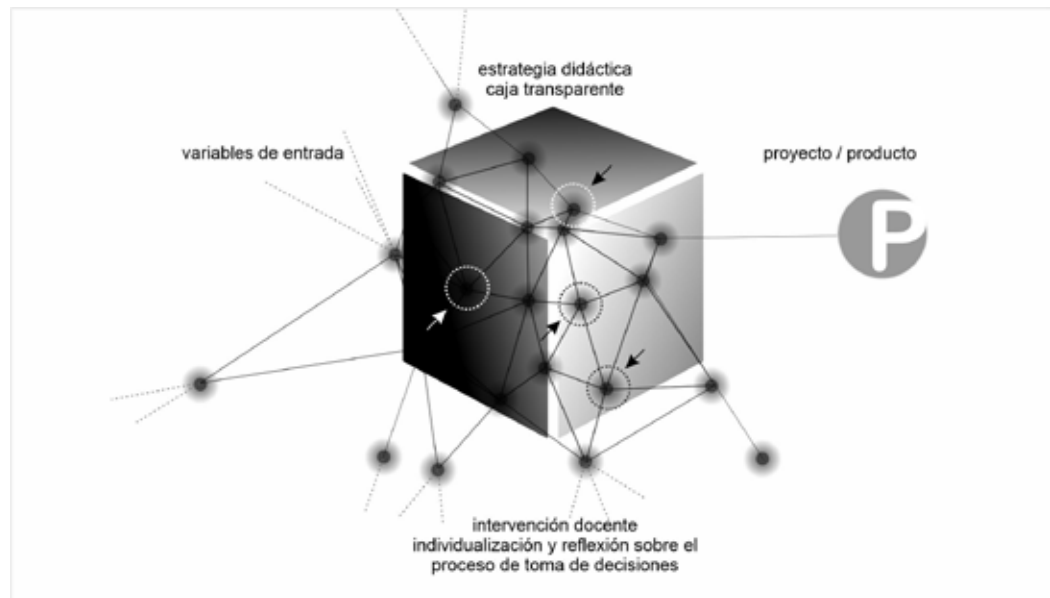 estrategia didáctica
caja transparente
variables de entrada
proyecto / producto
P
intervención docente
individualización y reflexión sobre el
proceso de toma de decisiones